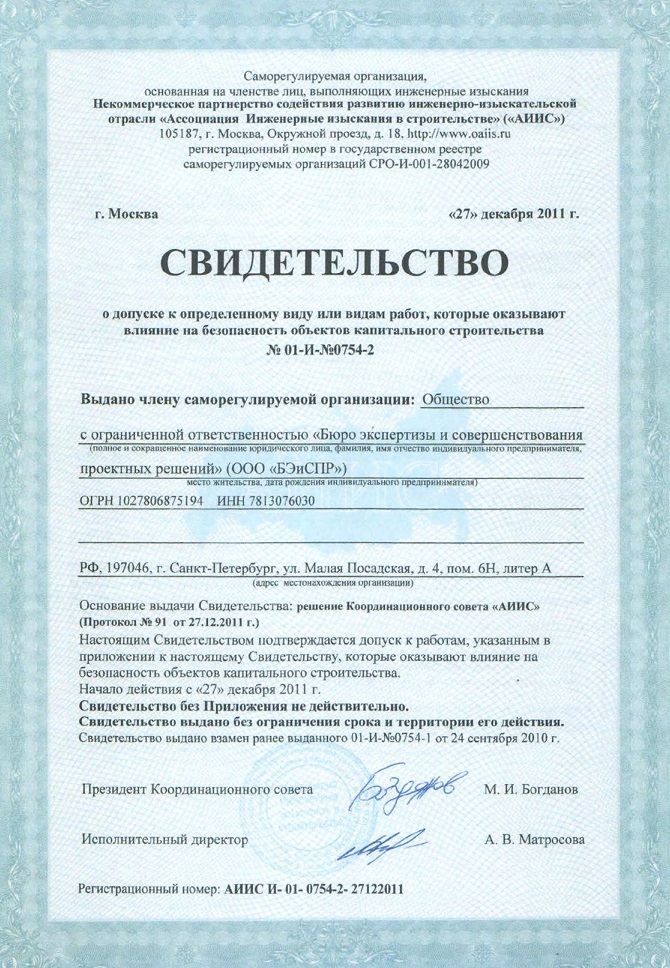 Саморегулируемая организация,
основанная на членстве лиц, выполняющих инженерные изыскания
Некоммерческое партнерство содействия развитию инженерно-изыскательской
отрасли «Ассоциация Инженерные изыскания в строительстве» («АИИС»)
105187, г. Москва, Окружной проезд, д. 18, http://www.oaiis.ru
регистрационный номер в государственном реестре
саморегулируемых организаций СРО-И-001-28042009
г. Москва «27» декабря 2011 г.
СВИДЕТЕЛЬСТВО
о допуске к определенному виду или видам работ, которые оказывают
влияние на безопасность объектов капитального строительства
№ 01-И-№0754-2
Выдано члену саморегулируемой организации: Общество
с ограниченной ответственностью «Бюро экспертизы и совершенствования
(полное и сокращенное наименование юридического лица, фамилия, имя отчество индивидуального предпринимателя,
проектных решений» (ООО «БЭиСПР»)
место жительства, дата рождения индивидуального предпринимателя)
ОГРН 1027806875194 ИНН 7813076030
РФ, 197046, г. Санкт-Петербург, ул. Малая Посадская, д. 4, пом. 6Н, литер А
(адрес местонахождения организации)
Основание выдачи Свидетельства: решение Координационного совета «АИИС»
(Протокол № 91 от 27.12.2011 г.)
Настоящим Свидетельством подтверждается допуск к работам, указанным в
приложении к настоящему Свидетельству, которые оказывают влияние на
безопасность объектов капитального строительства.
Начало действия с «27» декабря 2011 г.
Свидетельство без Приложения не действительно.
Свидетельство выдано без ограничения срока и территории его действия.
Свидетельство выдано взамен ранее выданного 01-И-№0754-1 от 24 сентября 2010 г.
Президент Координационного совета М. И. Богданов
Исполнительный директор А. В. Матросова
Регистрационный номер: АИИС И- 01- 0754-2- 27122011